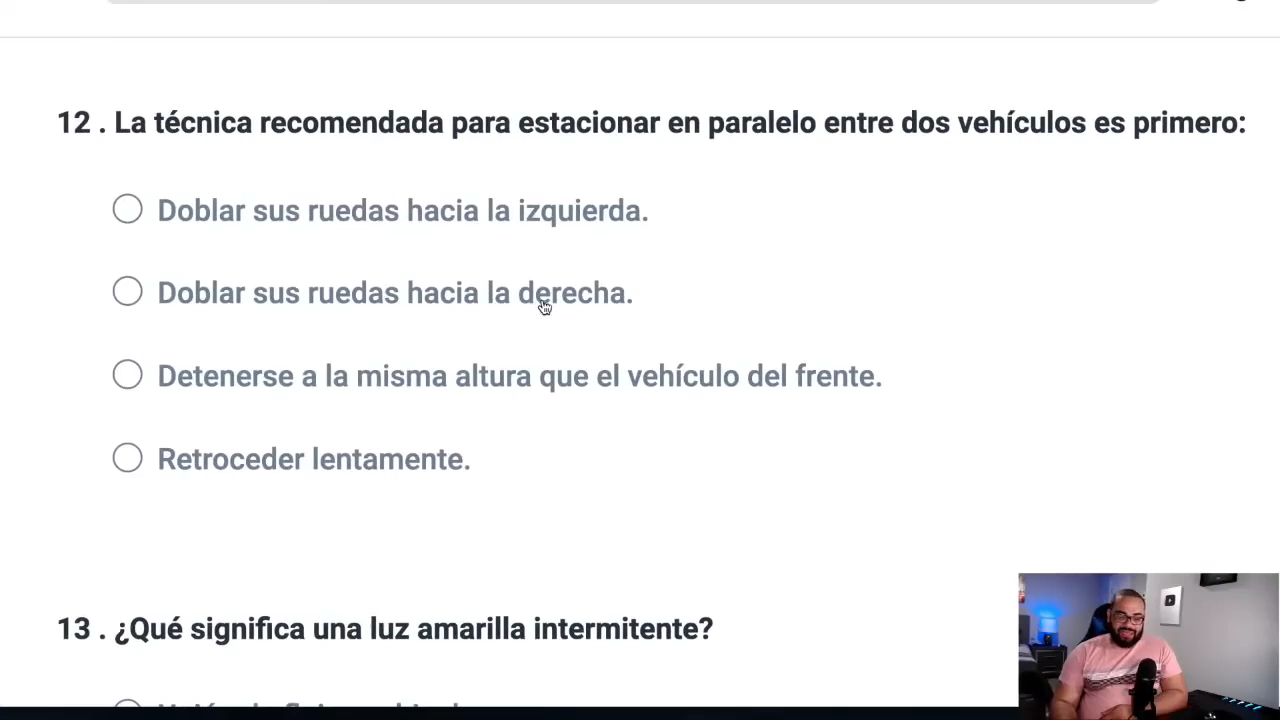 12 . La técnica recomendada para estacionar en paralelo entre dos vehículos es primero:
Doblar sus ruedas hacia la izquierda.
Doblar sus ruedas hacia la derecha.
Detenerse a la misma altura que el vehículo del frente.
Retroceder lentamente.
13 . ¿Qué significa una luz amarilla intermitente?